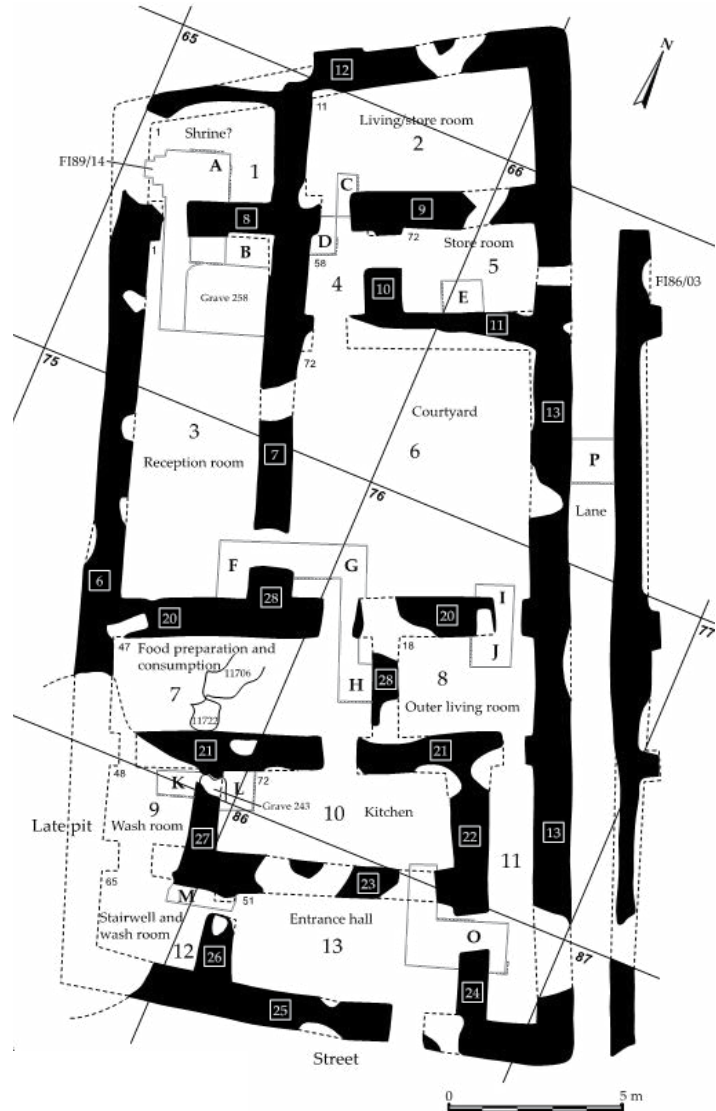 65
N
12
11
Living/store room
2
1
Shrine?
FI89/14
A
1
66
C
8
9
D
72
Store room
1
B
58
5
4
10
E
FI86/03
Grave 258
11
75
72
Courtyard
13
3
7
6
P
Reception room
76
Lane
F
G
6
28
I
20
20
77
Food preparation and
consumption
47
18
8
J
11706
7
H
28
Outer living room
11722
21
21
48
K
72
L
Grave 243
9
86
10
Kitchen
Late pit
Wash room
22
11
13
27
65
23
M
51
Stairwell and
wash room
Entrance hall
O
12
26
13
87
24
25
Street
0
5 m